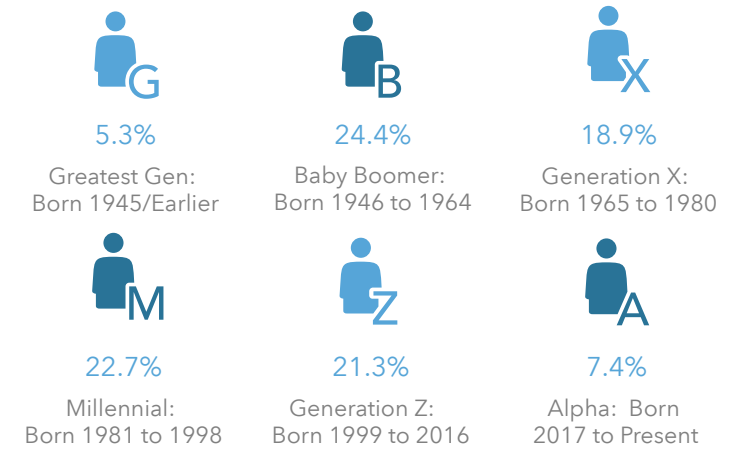 G
B
X
5.3%
24.4%
18.9%
Greatest Gen:
Born 1945/Earlier
Baby Boomer:
Born 1946 to 1964
Generation X:
Born 1965 to 1980
M
Z
A
22.7%
21.3%
7.4%
Millennial:
Born 1981 to 1998
Generation Z:
Born 1999 to 2016
Alpha:  Born
2017 to Present